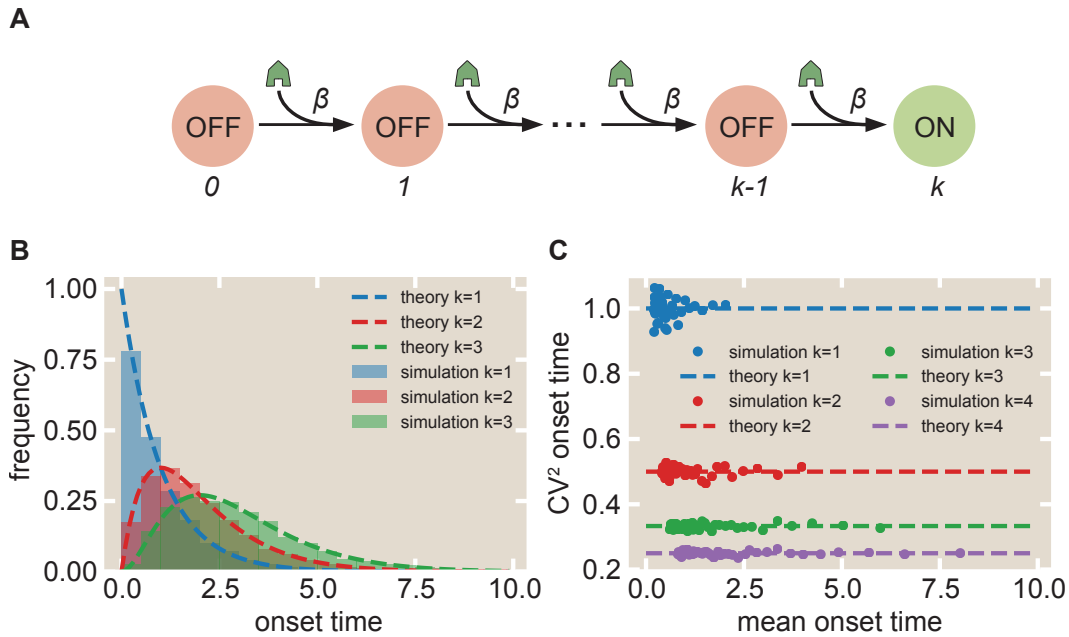 A
β β β β
OFF OFF ... OFF ON
0 1 k-1 k
B
frequency
1.00
0.75
0.50
0.25
0.00
0.0 2.5 5.0 7.5 10.0
onset time
theory k=1
theory k=2
theory k=3
simulation k=1
simulation k=2
simulation k=3
C
CV² onset time
1.0
0.8
0.6
0.4
0.2
0.0 2.5 5.0 7.5 10.0
mean onset time
simulation k=1
theory k=1
simulation k=2
theory k=2
simulation k=3
theory k=3
simulation k=4
theory k=4